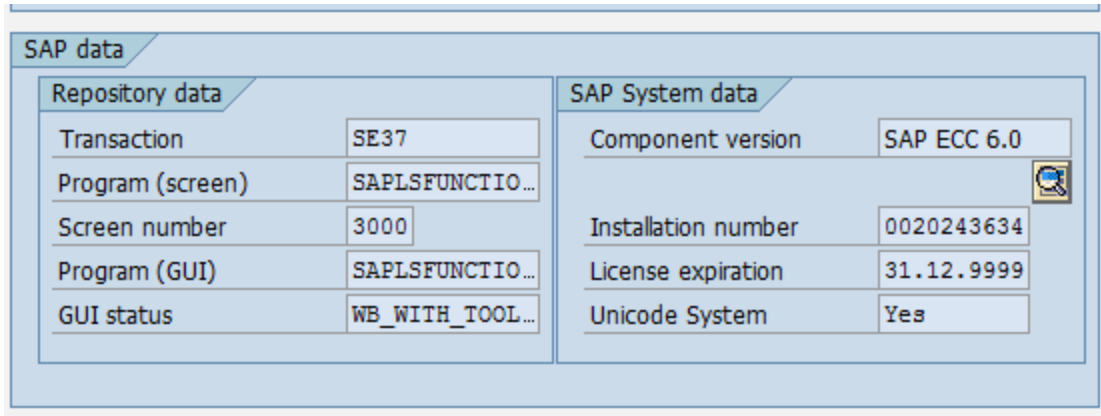 SAP data
Repository data
Transaction SE37
Program (screen) SAPLSFUNCTIO…
Screen number 3000
Program (GUI) SAPLSFUNCTIO…
GUI status WB_WITH_TOOL…
SAP System data
Component version SAP ECC 6.0
Installation number 0020243634
License expiration 31.12.9999
Unicode System Yes